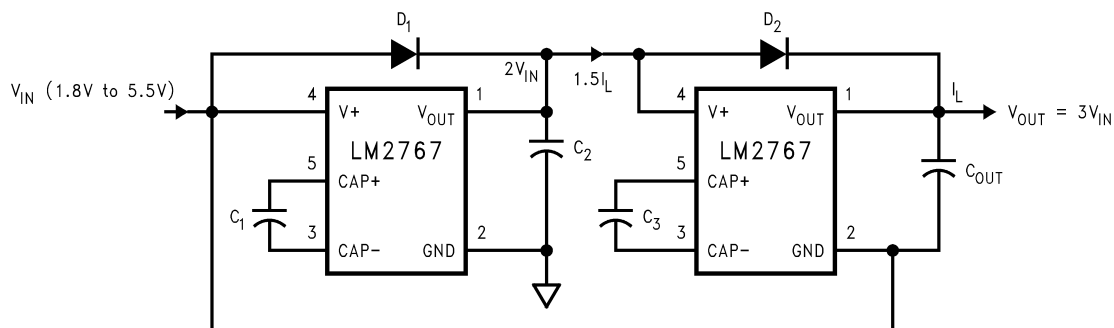 D1 D2
VIN (1.8V to 5.5V) 2VIN 1.5IL IL VOUT = 3VIN
4 V+ VOUT 1 4 V+ VOUT 1
LM2767 C2 LM2767 COUT
5 CAP+ 5 CAP+
C1 C3
3 CAP- GND 2 3 CAP- GND 2